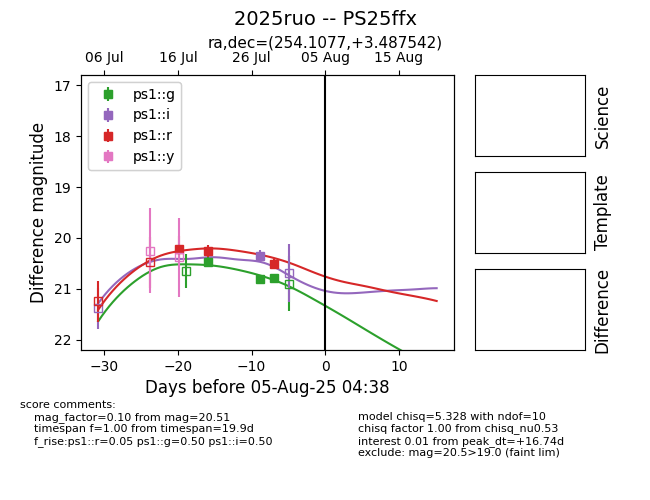 2025ruo -- PS25ffx
ra,dec=(254.1077,+3.487542)
06 Jul 16 Jul 26 Jul 05 Aug 15 Aug
17
18
19
20
21
22
Difference magnitude
ps1::g
ps1::i
ps1::r
ps1::y
−30 −20 −10 0 10
Days before 05-Aug-25 04:38
Science
Template
Difference
score comments:
mag_factor=0.10 from mag=20.51
timespan f=1.00 from timespan=19.9d
f_rise:ps1::r=0.05 ps1::g=0.50 ps1::i=0.50
model chisq=5.328 with ndof=10
chisq factor 1.00 from chisq_nu0.53
interest 0.01 from peak_dt=+16.74d
exclude: mag=20.5>19.0 (faint lim)